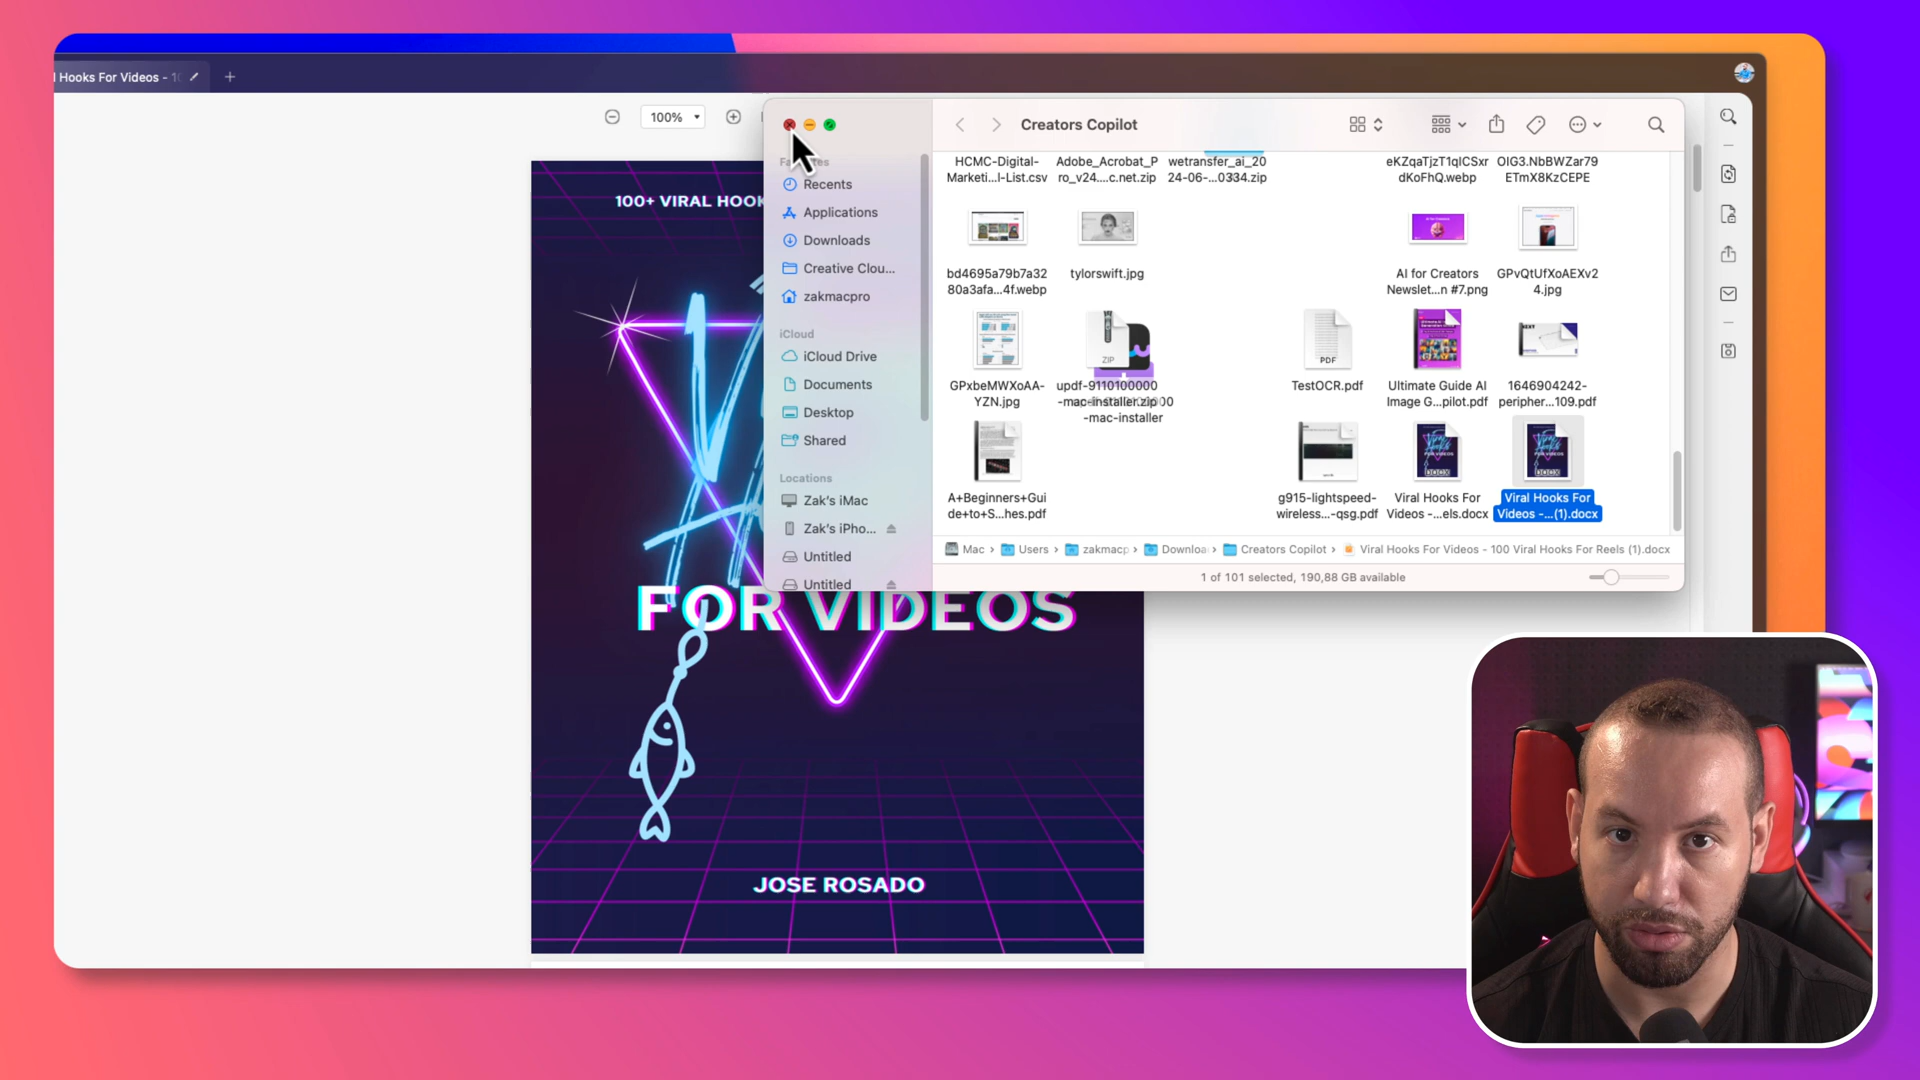 l Hooks For Videos - 10
100%
100+ VIRAL HOOK
FOR VIDEOS
JOSE ROSADO
Creators Copilot
Recents
Applications
Downloads
Creative Clou...
zakmacpro
iCloud
iCloud Drive
Documents
Desktop
Shared
Locations
Zak's iMac
Zak's iPho...
Untitled
Untitled
HCMC-Digital-
Marketi...l-List.csv
Adobe_Acrobat_P
ro_v24....c.net.zip
wetransfer_ai_20
24-06-...0334.zip
eKZqaTjzT1qICSxr
dKoFhQ.webp
OIG3.NbBWZar79
ETmX8KzCEPE
bd4695a79b7a32
80a3afa...4f.webp
tylorswift.jpg
AI for Creators
Newslet...n #7.png
GPvQtUfXoAEXv2
4.jpg
GPxbeMWXoAA-
YZN.jpg
ZIP
updf-9110100000
-mac-installer.zip
-mac-installer
PDF
TestOCR.pdf
Ultimate Guide AI
Image G...pilot.pdf
1646904242-
peripher...109.pdf
A+Beginners+Gui
de+to+S...hes.pdf
g915-lightspeed-
wireless...-qsg.pdf
Viral Hooks For
Videos -...els.docx
Viral Hooks For
Videos -...(1).docx
Mac › Users › zakmacp › Downloa › Creators Copilot › Viral Hooks For Videos - 100 Viral Hooks For Reels (1).docx
1 of 101 selected, 190,88 GB available